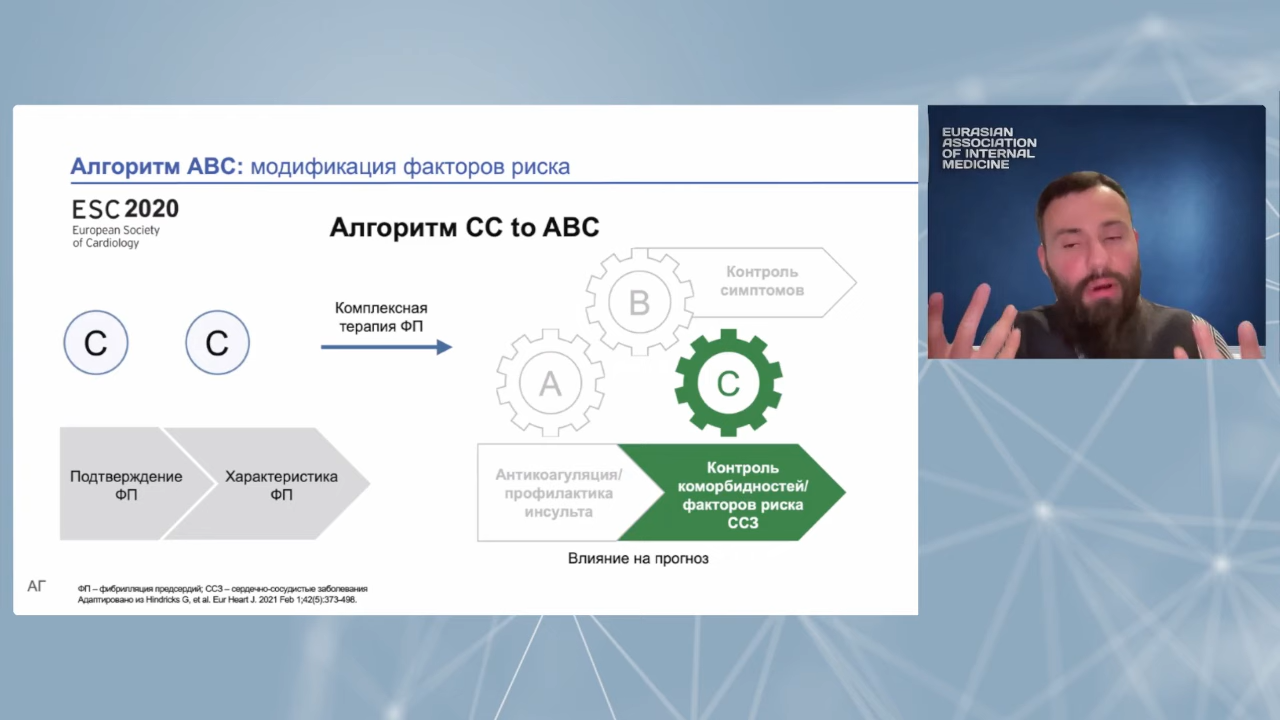 Алгоритм ABC: модификация факторов риска
ESC 2020
European Society
of Cardiology
Алгоритм CC to ABC
C
C
Комплексная
терапия ФП
B
Контроль
симптомов
A
C
Подтверждение
ФП
Характеристика
ФП
Антикоагуляция/
профилактика
инсульта
Контроль
коморбидностей/
факторов риска
ССЗ
Влияние на прогноз
АГ
ФП – фибрилляция предсердий; ССЗ – сердечно-сосудистые заболевания
Адаптировано из Hindricks G, et al. Eur Heart J. 2021 Feb 1;42(5):373-498.
EURASIAN
ASSOCIATION
OF INTERNAL
MEDICINE